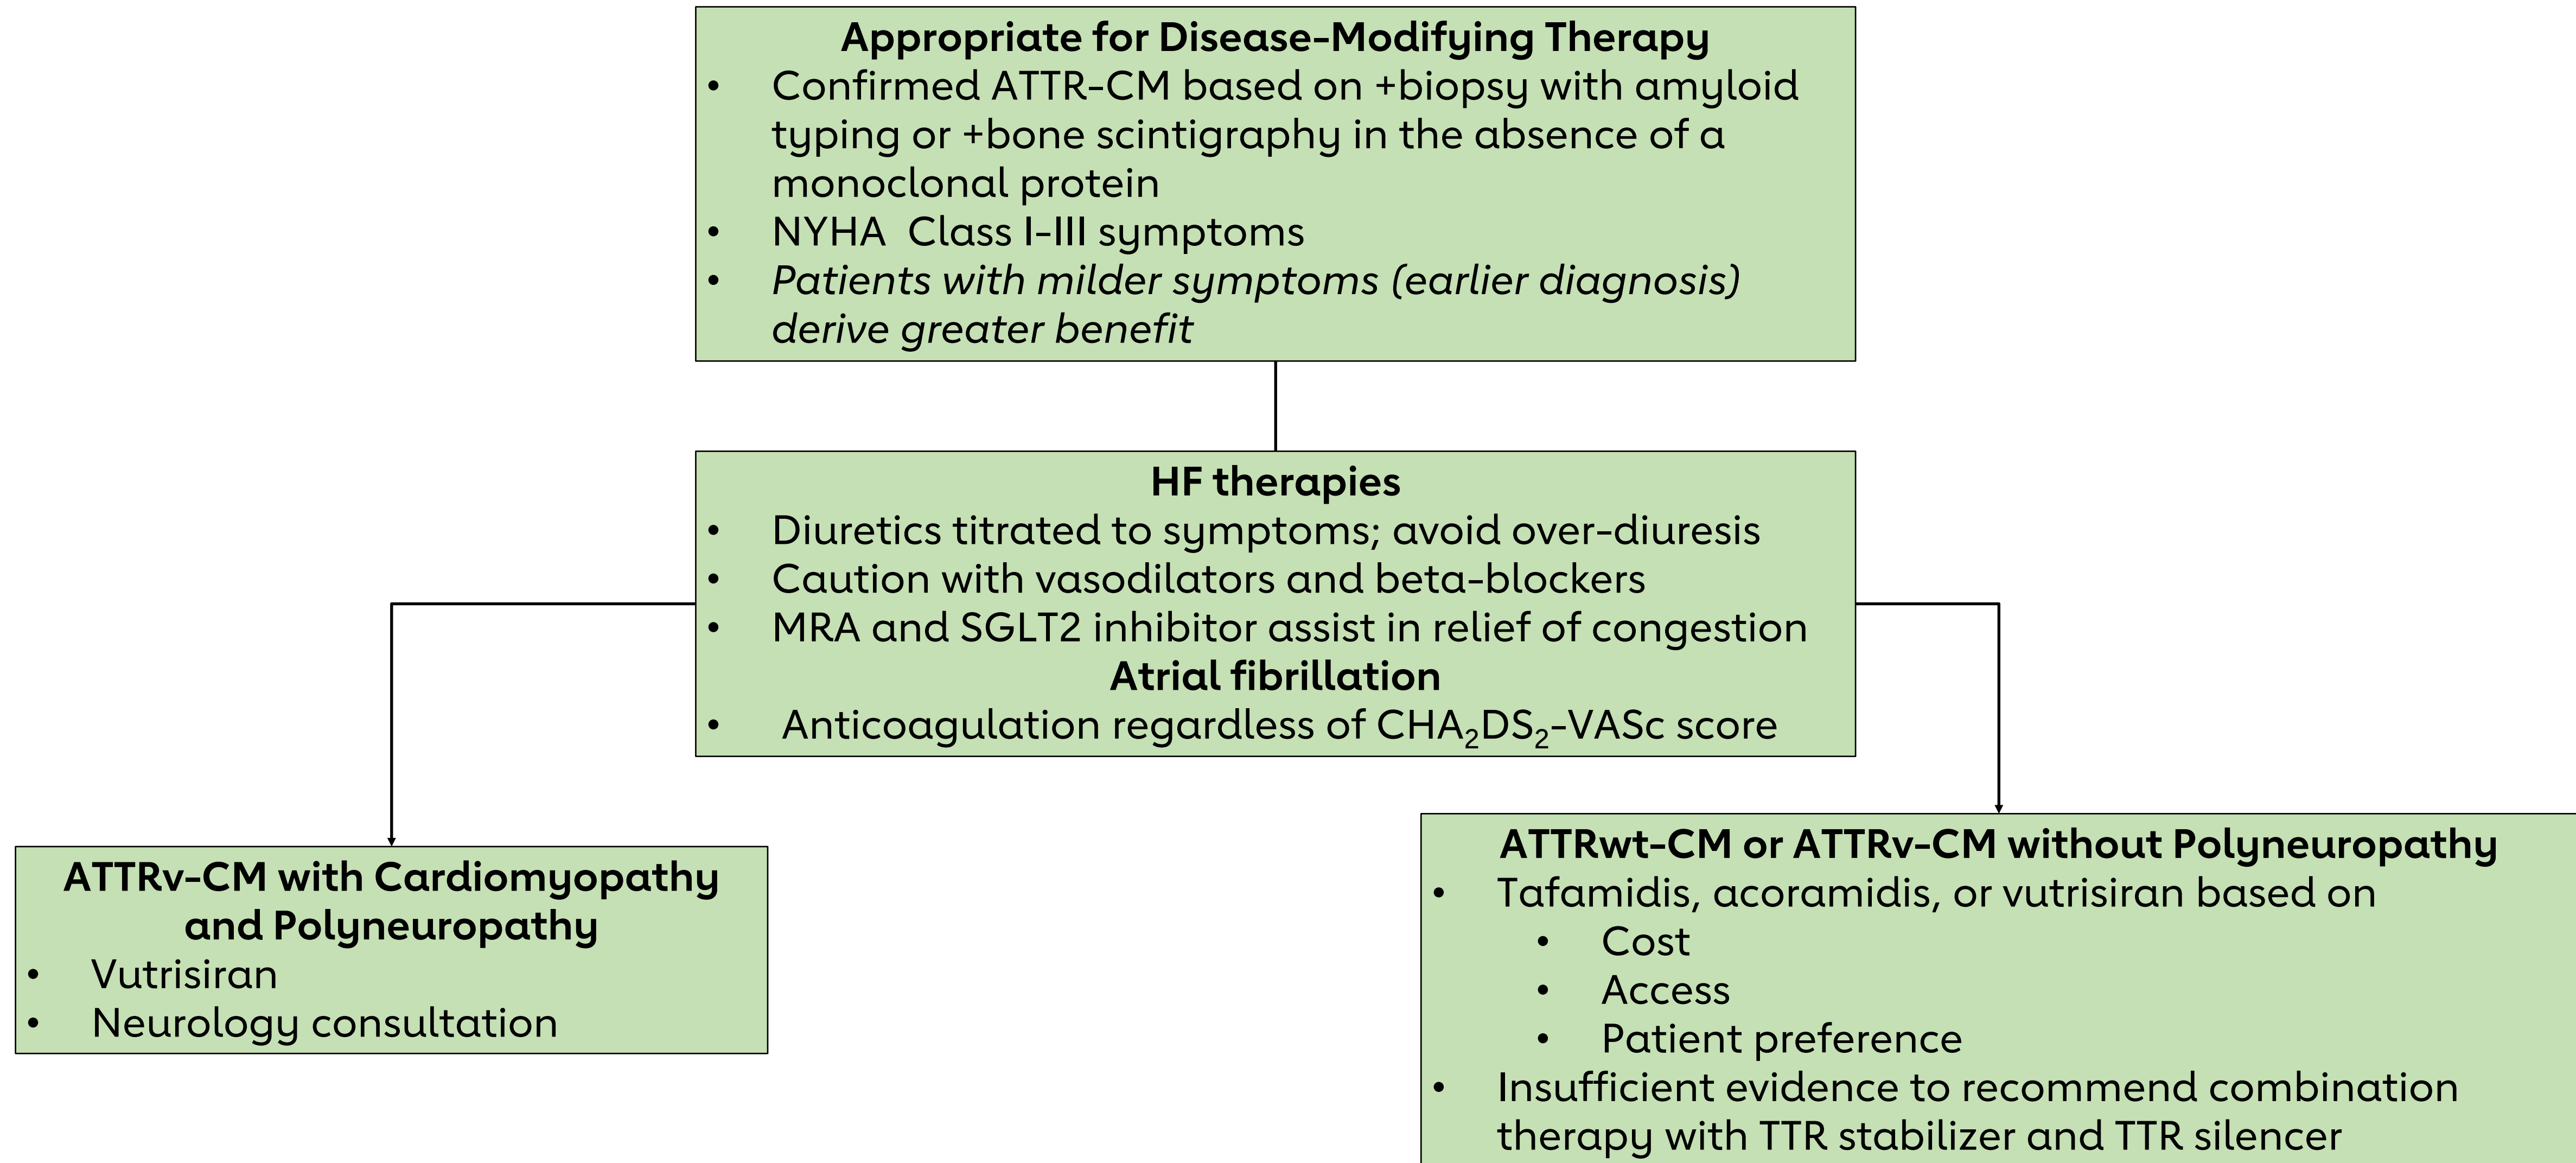 Appropriate for Disease-Modifying Therapy
• Confirmed ATTR-CM based on +biopsy with amyloid
typing or +bone scintigraphy in the absence of a
monoclonal protein
• NYHA  Class I-III symptoms
• Patients with milder symptoms (earlier diagnosis)
derive greater benefit
HF therapies
• Diuretics titrated to symptoms; avoid over-diuresis
• Caution with vasodilators and beta-blockers
• MRA and SGLT2 inhibitor assist in relief of congestion
Atrial fibrillation
• Anticoagulation regardless of CHA₂DS₂-VASc score
ATTRv-CM with Cardiomyopathy
and Polyneuropathy
• Vutrisiran
• Neurology consultation
ATTRwt-CM or ATTRv-CM without Polyneuropathy
• Tafamidis, acoramidis, or vutrisiran based on
• Cost
• Access
• Patient preference
• Insufficient evidence to recommend combination
therapy with TTR stabilizer and TTR silencer